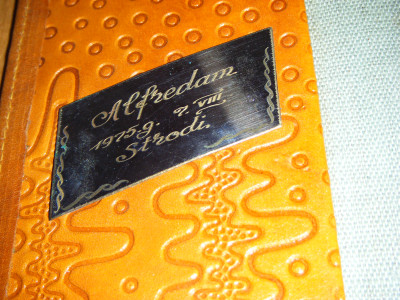 Alfredam
1975.g. 7. VIII.
Strodi.